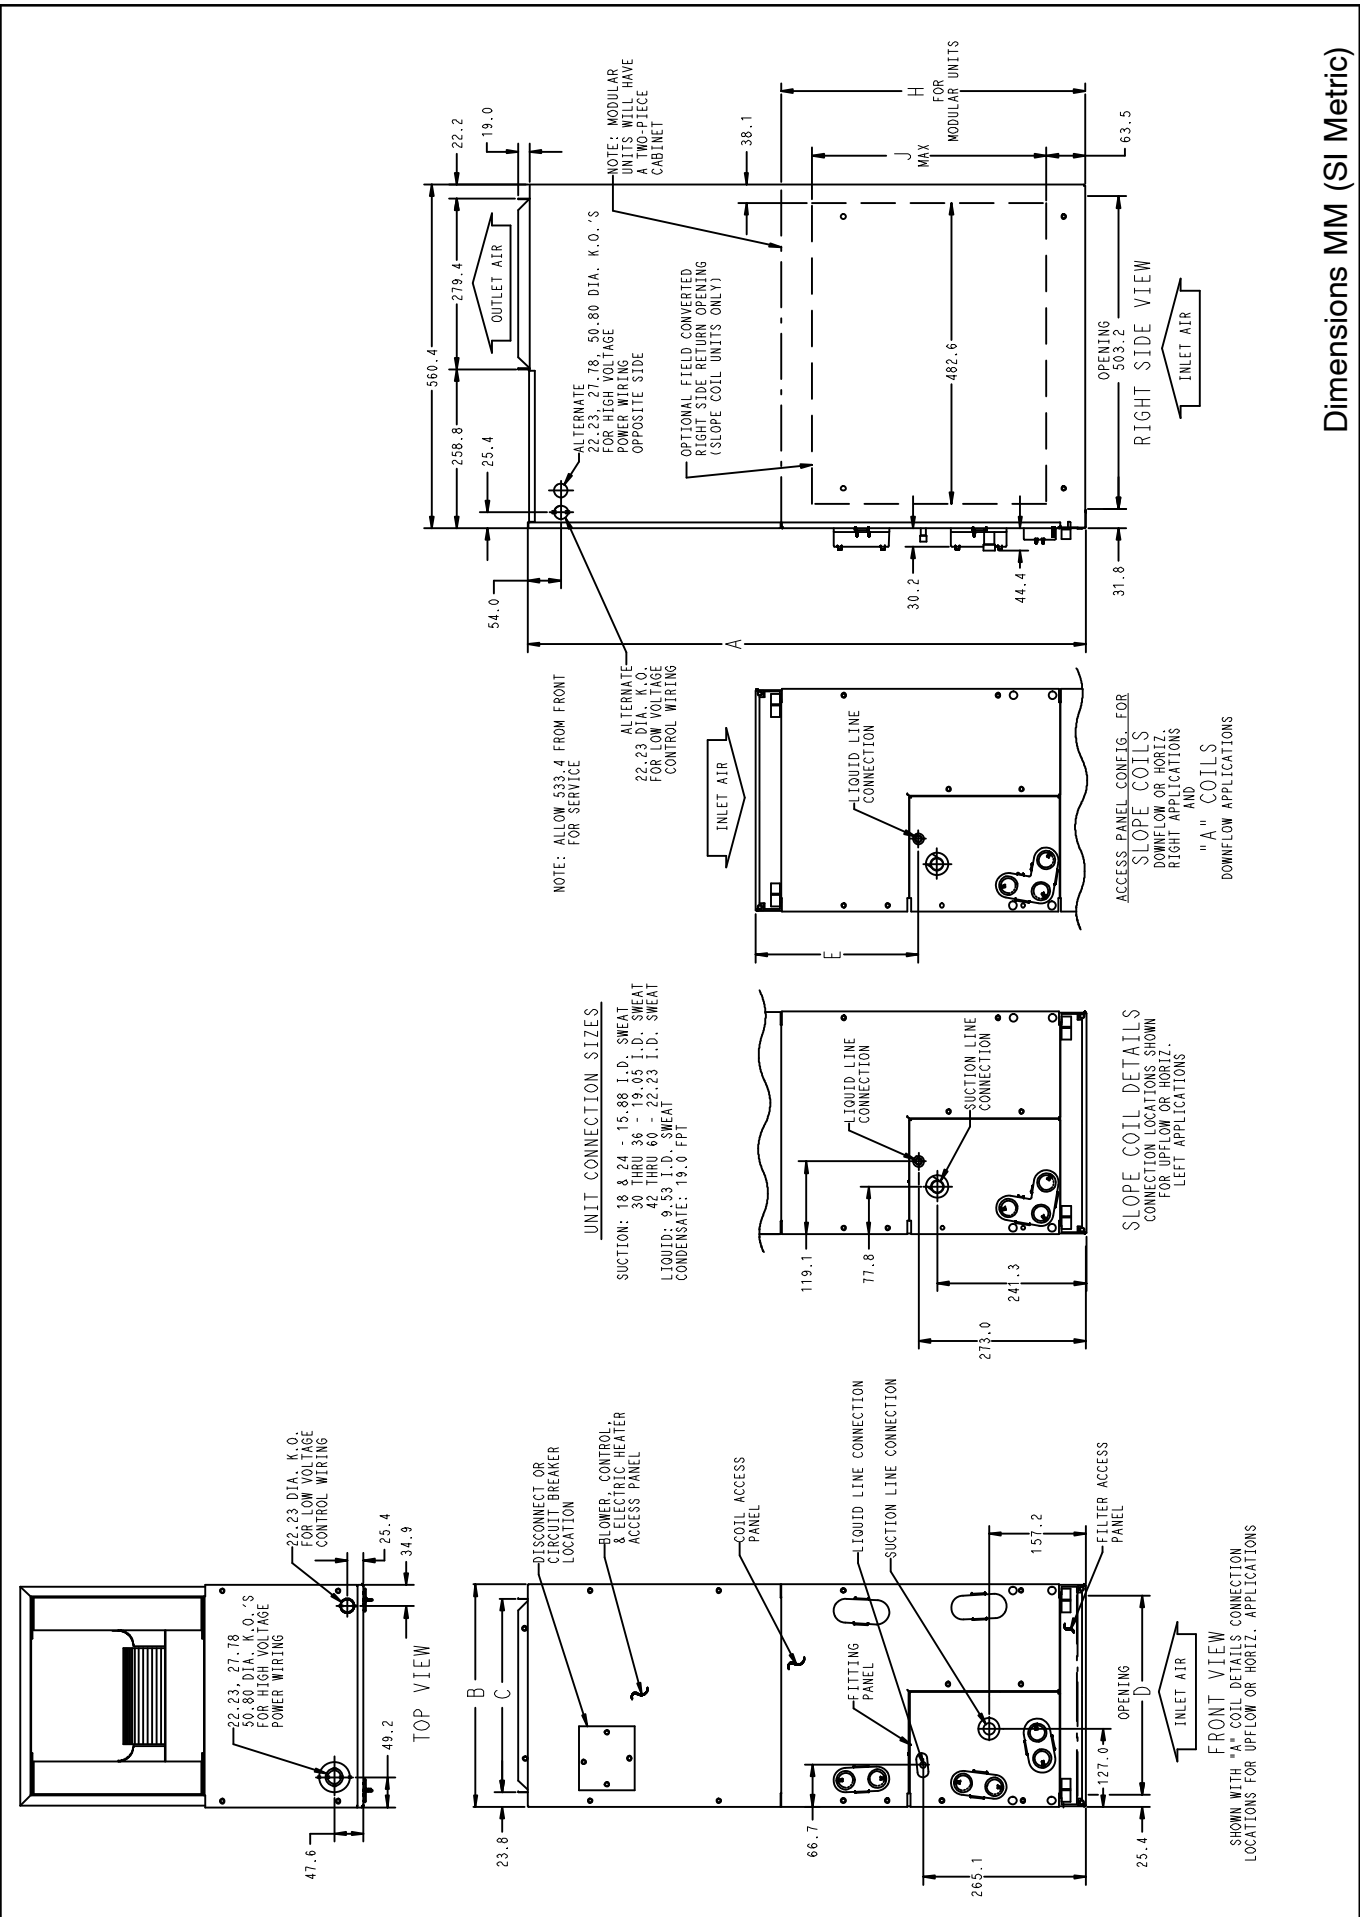 Dimensions MM (SI Metric)
22.23, 27.78
50.80 DIA. K.O.'S
FOR HIGH VOLTAGE
POWER WIRING
22.23 DIA. K.O.
FOR LOW VOLTAGE
CONTROL WIRING
47.6
49.2
25.4
34.9
TOP VIEW
B
C
23.8
DISCONNECT OR
CIRCUIT BREAKER
LOCATION
BLOWER, CONTROL,
& ELECTRIC HEATER
ACCESS PANEL
COIL ACCESS
PANEL
FITTING
PANEL
LIQUID LINE CONNECTION
SUCTION LINE CONNECTION
66.7
265.1
157.2
FILTER ACCESS
PANEL
127.0
25.4
OPENING
D
INLET AIR
FRONT VIEW
SHOWN WITH "A" COIL DETAILS CONNECTION
LOCATIONS FOR UPFLOW OR HORIZ. APPLICATIONS
UNIT CONNECTION SIZES
SUCTION: 18 & 24 - 15.88 I.D. SWEAT
30 THRU 36 - 19.05 I.D. SWEAT
42 THRU 60 - 22.23 I.D. SWEAT
LIQUID: 9.53 I.D. SWEAT
CONDENSATE: 19.0 FPT
119.1
77.8
LIQUID LINE
CONNECTION
SUCTION LINE
CONNECTION
241.3
273.0
SLOPE COIL DETAILS
CONNECTION LOCATIONS SHOWN
FOR UPFLOW OR HORIZ.
LEFT APPLICATIONS
NOTE: ALLOW 533.4 FROM FRONT
FOR SERVICE
INLET AIR
E
LIQUID LINE
CONNECTION
ACCESS PANEL CONFIG. FOR
SLOPE COILS
DOWNFLOW OR HORIZ.
RIGHT APPLICATIONS
AND
"A" COILS
DOWNFLOW APPLICATIONS
560.4
258.8
279.4
22.2
25.4
19.0
OUTLET AIR
54.0
A
ALTERNATE
22.23 DIA. K.O.
FOR LOW VOLTAGE
CONTROL WIRING
ALTERNATE
22.23, 27.78, 50.80 DIA. K.O.'S
FOR HIGH VOLTAGE
POWER WIRING
OPPOSITE SIDE
NOTE: MODULAR
UNITS WILL HAVE
A TWO-PIECE
CABINET
OPTIONAL FIELD CONVERTED
RIGHT SIDE RETURN OPENING
(SLOPE COIL UNITS ONLY)
38.1
H
FOR
MODULAR UNITS
J
MAX
482.6
63.5
30.2
44.4
31.8
OPENING
503.2
RIGHT SIDE VIEW
INLET AIR